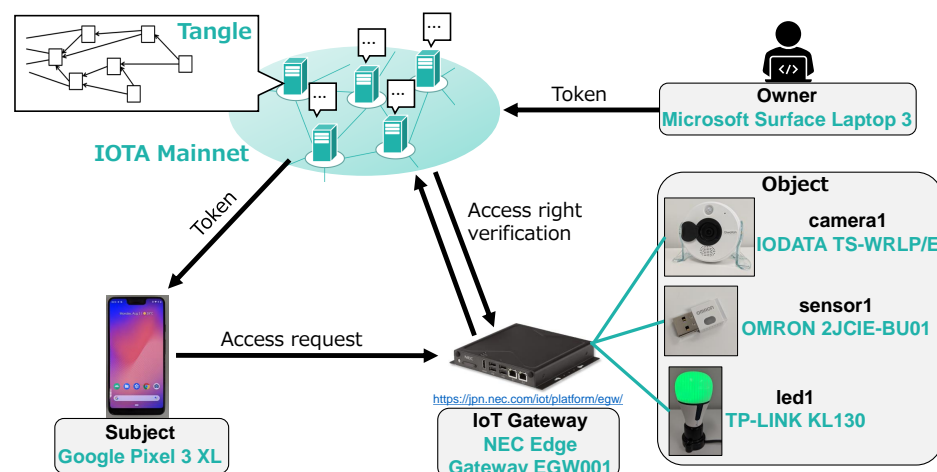 Tangle
...
...
...
...
...
IOTA Mainnet
Token
Owner
Microsoft Surface Laptop 3
Token
Access right
verification
Object
camera1
IODATA TS-WRLP/E
sensor1
OMRON 2JCIE-BU01
led1
TP-LINK KL130
Access request
https://jpn.nec.com/iot/platform/egw/
Subject
Google Pixel 3 XL
IoT Gateway
NEC Edge
Gateway EGW001